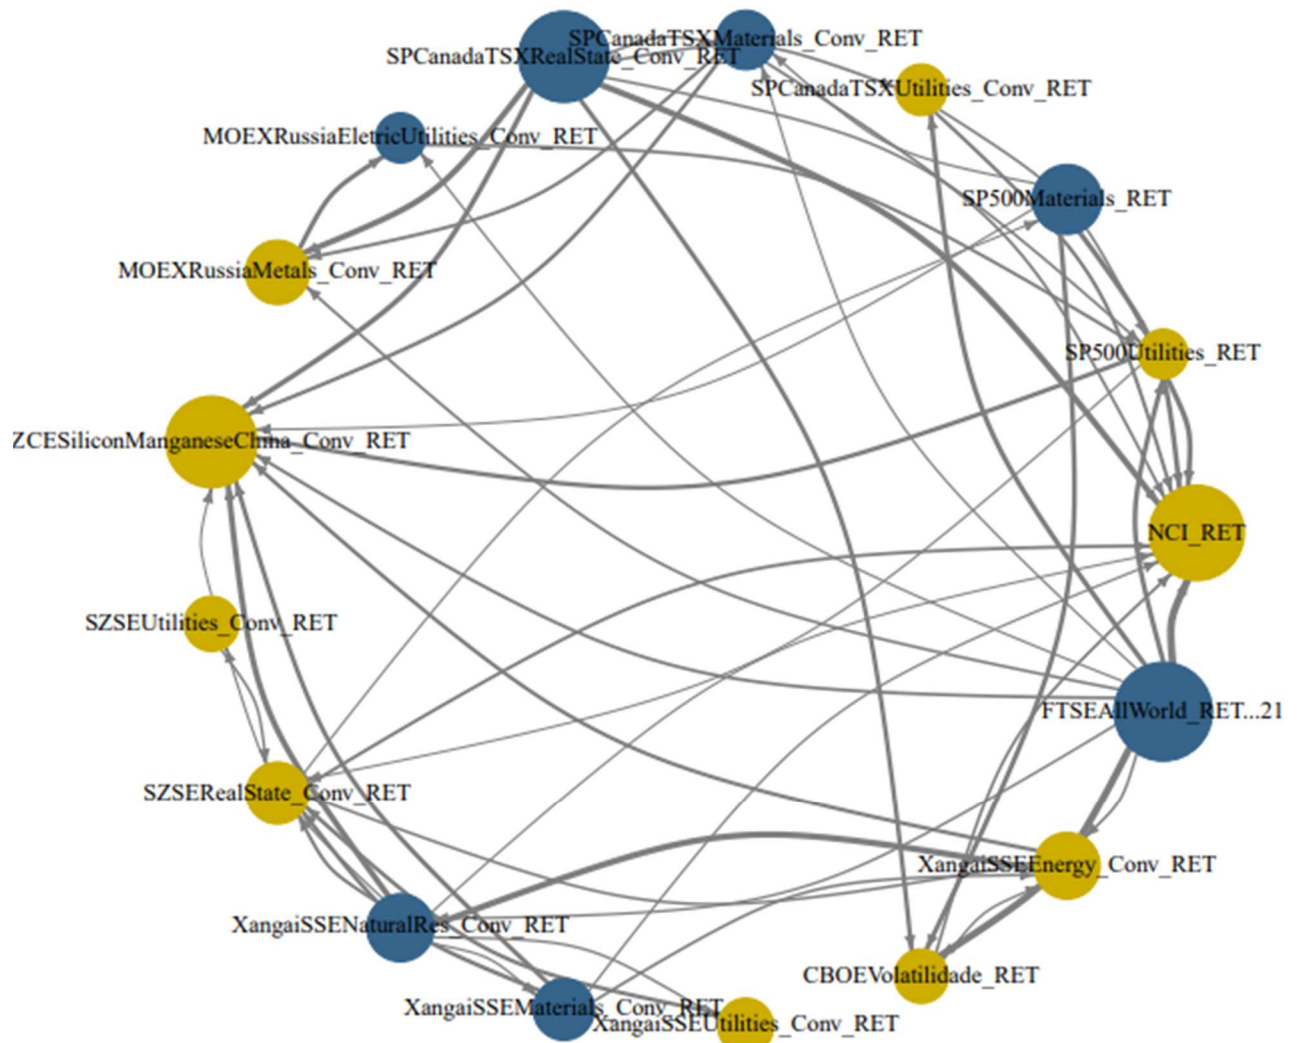 SPCanadaTSXMaterials_Conv_RET
SPCanadaTSXRealState_Conv_RET
SPCanadaTSXUtilities_Conv_RET
MOEXRussiaEletricUtilities_Conv_RET
SP500Materials_RET
MOEXRussiaMetals_Conv_RET
SP500Utilities_RET
ZCESiliconManganeseChina_Conv_RET
NCI_RET
SZSEUtilities_Conv_RET
FTSEAllWorld_RET...21
SZSERealState_Conv_RET
XangaiSSEEnergy_Conv_RET
XangaiSSENaturalRes_Conv_RET
CBOEVolatilidade_RET
XangaiSSEMaterials_Conv_RET
XangaiSSEUtilities_Conv_RET